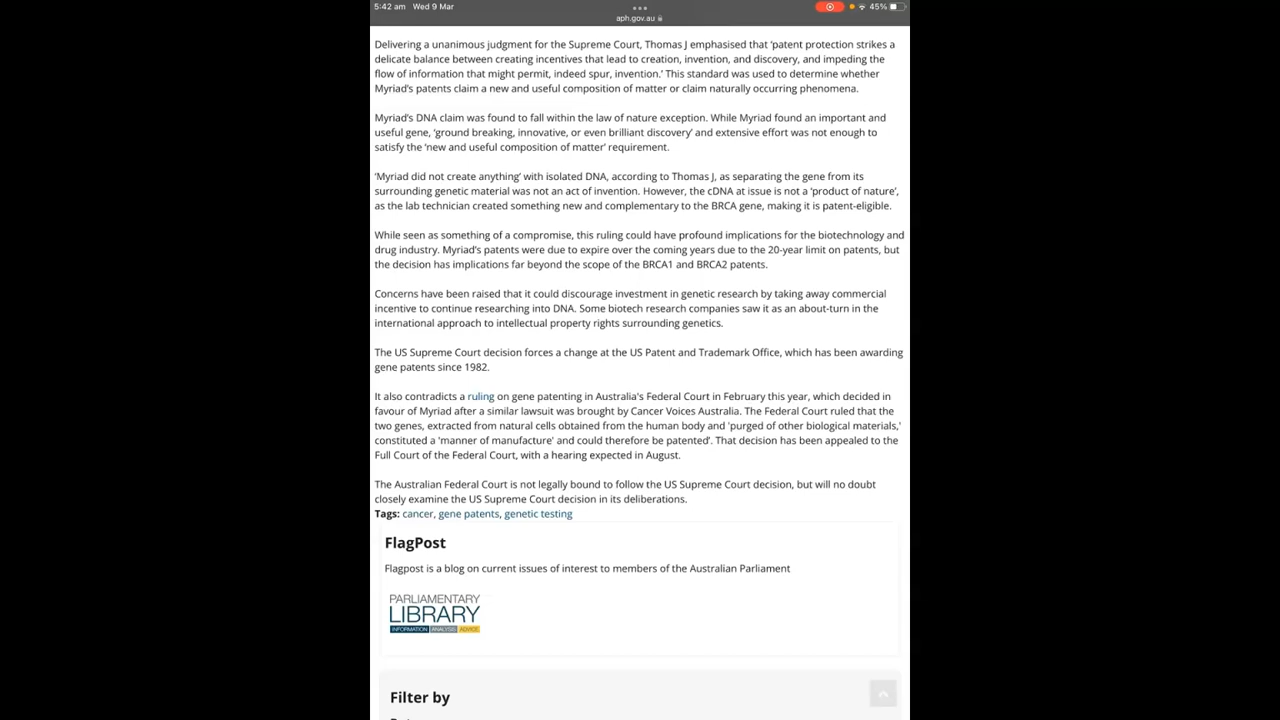 5:42 am Wed 9 Mar
45%
aph.gov.au
Delivering a unanimous judgment for the Supreme Court, Thomas J emphasised that ‘patent protection strikes a
delicate balance between creating incentives that lead to creation, invention, and discovery, and impeding the
flow of information that might permit, indeed spur, invention.’ This standard was used to determine whether
Myriad’s patents claim a new and useful composition of matter or claim naturally occurring phenomena.
Myriad’s DNA claim was found to fall within the law of nature exception. While Myriad found an important and
useful gene, ‘ground breaking, innovative, or even brilliant discovery’ and extensive effort was not enough to
satisfy the ‘new and useful composition of matter’ requirement.
‘Myriad did not create anything’ with isolated DNA, according to Thomas J, as separating the gene from its
surrounding genetic material was not an act of invention. However, the cDNA at issue is not a ‘product of nature’,
as the lab technician created something new and complementary to the BRCA gene, making it is patent-eligible.
While seen as something of a compromise, this ruling could have profound implications for the biotechnology and
drug industry. Myriad’s patents were due to expire over the coming years due to the 20-year limit on patents, but
the decision has implications far beyond the scope of the BRCA1 and BRCA2 patents.
Concerns have been raised that it could discourage investment in genetic research by taking away commercial
incentive to continue researching into DNA. Some biotech research companies saw it as an about-turn in the
international approach to intellectual property rights surrounding genetics.
The US Supreme Court decision forces a change at the US Patent and Trademark Office, which has been awarding
gene patents since 1982.
It also contradicts a ruling on gene patenting in Australia's Federal Court in February this year, which decided in
favour of Myriad after a similar lawsuit was brought by Cancer Voices Australia. The Federal Court ruled that the
two genes, extracted from natural cells obtained from the human body and 'purged of other biological materials,'
constituted a 'manner of manufacture' and could therefore be patented’. That decision has been appealed to the
Full Court of the Federal Court, with a hearing expected in August.
The Australian Federal Court is not legally bound to follow the US Supreme Court decision, but will no doubt
closely examine the US Supreme Court decision in its deliberations.
Tags: cancer, gene patents, genetic testing
FlagPost
Flagpost is a blog on current issues of interest to members of the Australian Parliament
PARLIAMENTARY
LIBRARY
INFORMATION ANALYSIS ADVICE
Filter by